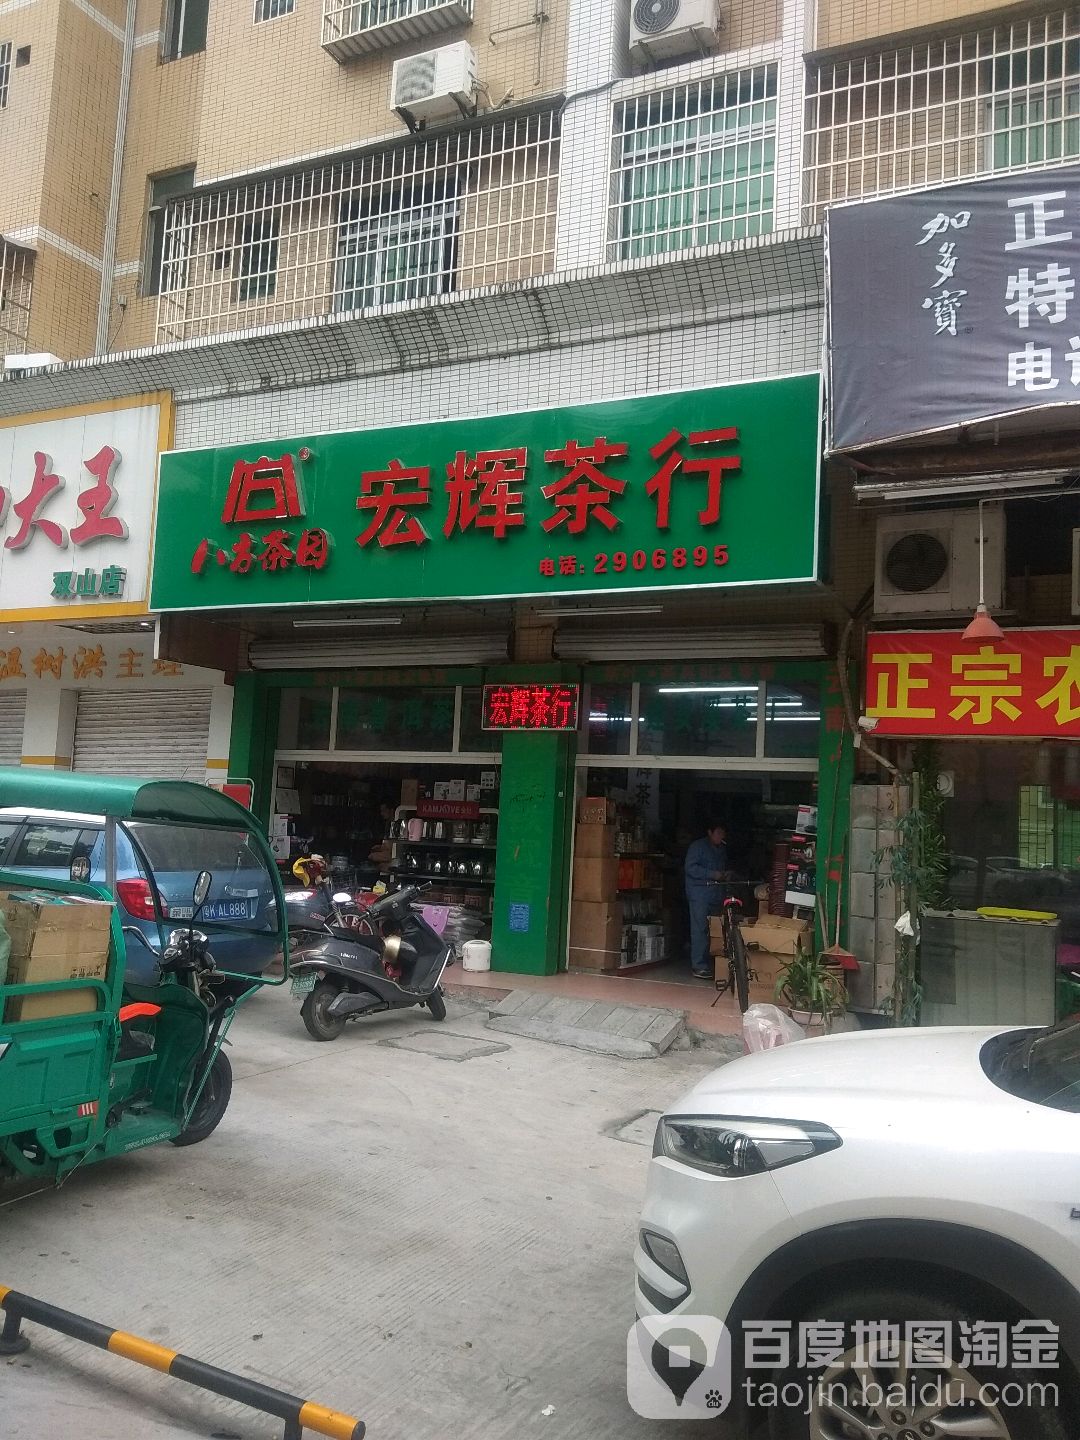 加多寶
正
特
电
大王
双山店
温树洪主理
八方茶园
宏辉茶行
电话:2906895
正宗农
宏辉茶行
KAMJOVE
AL888
百度地图淘金
taojin.baidu.com